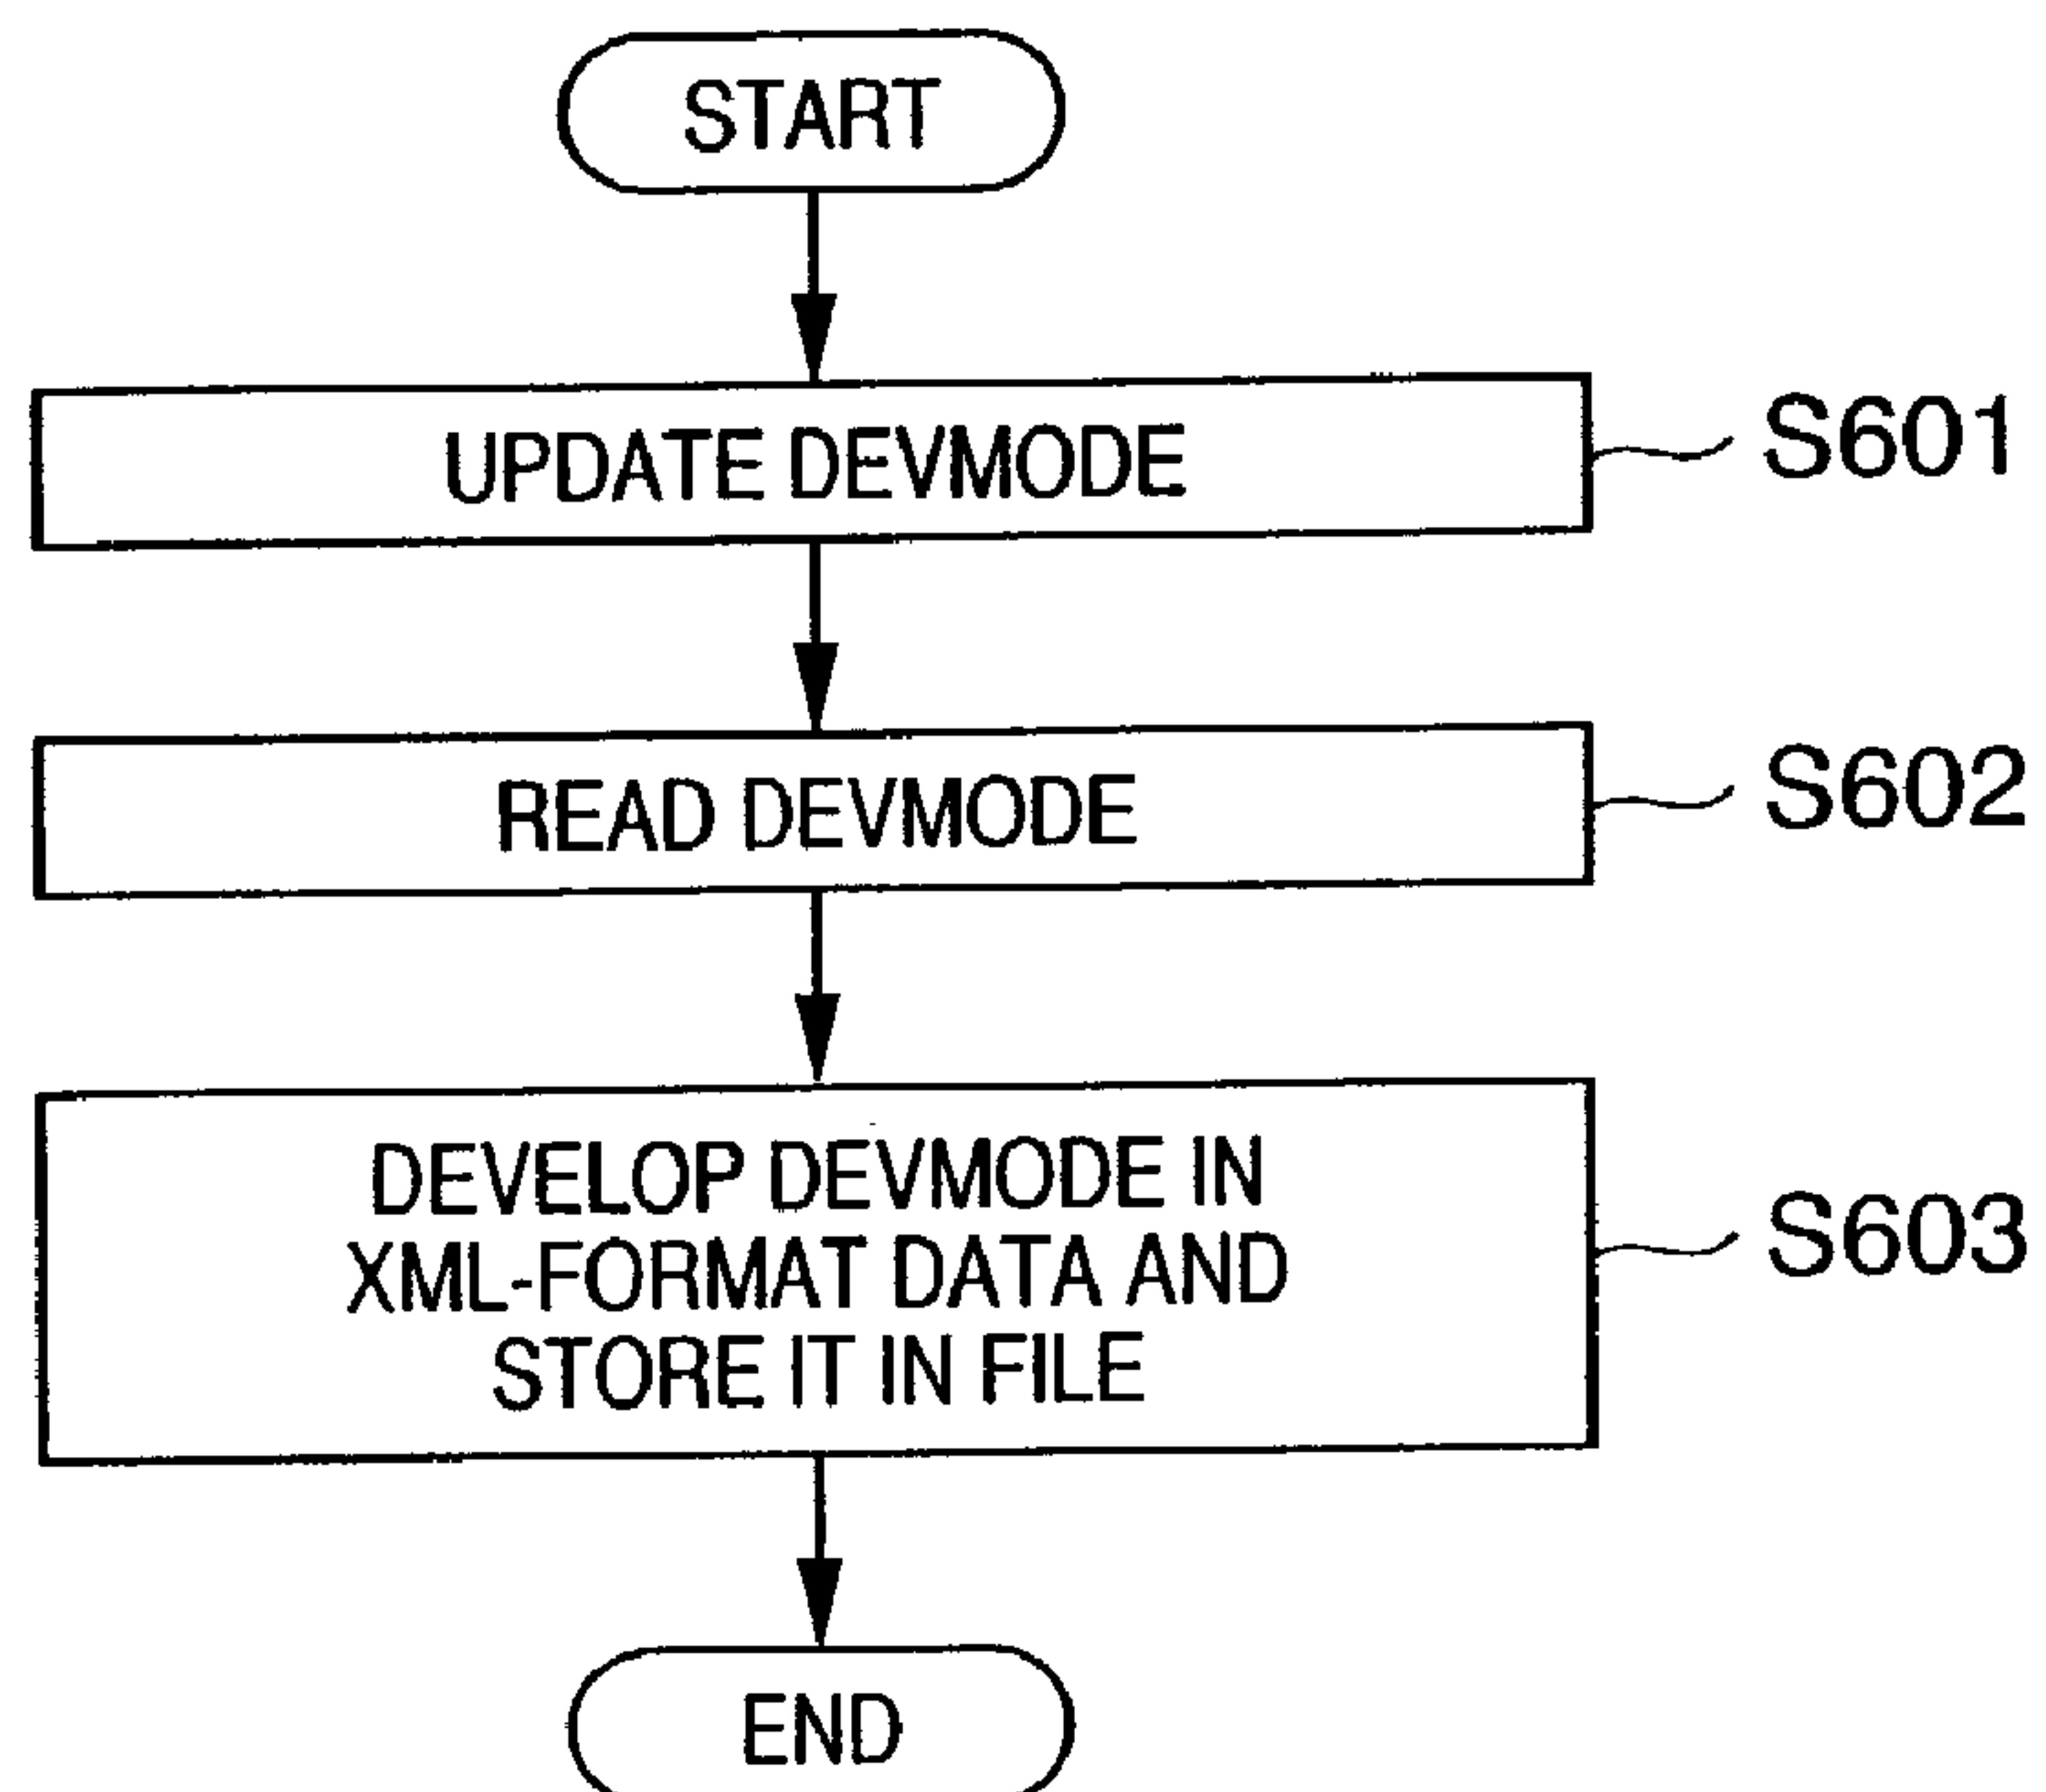 START
UPDATE DEVMODE
S601
READ DEVMODE
S602
DEVELOP DEVMODE IN
XML-FORMAT DATA AND
STORE IT IN FILE
S603
END